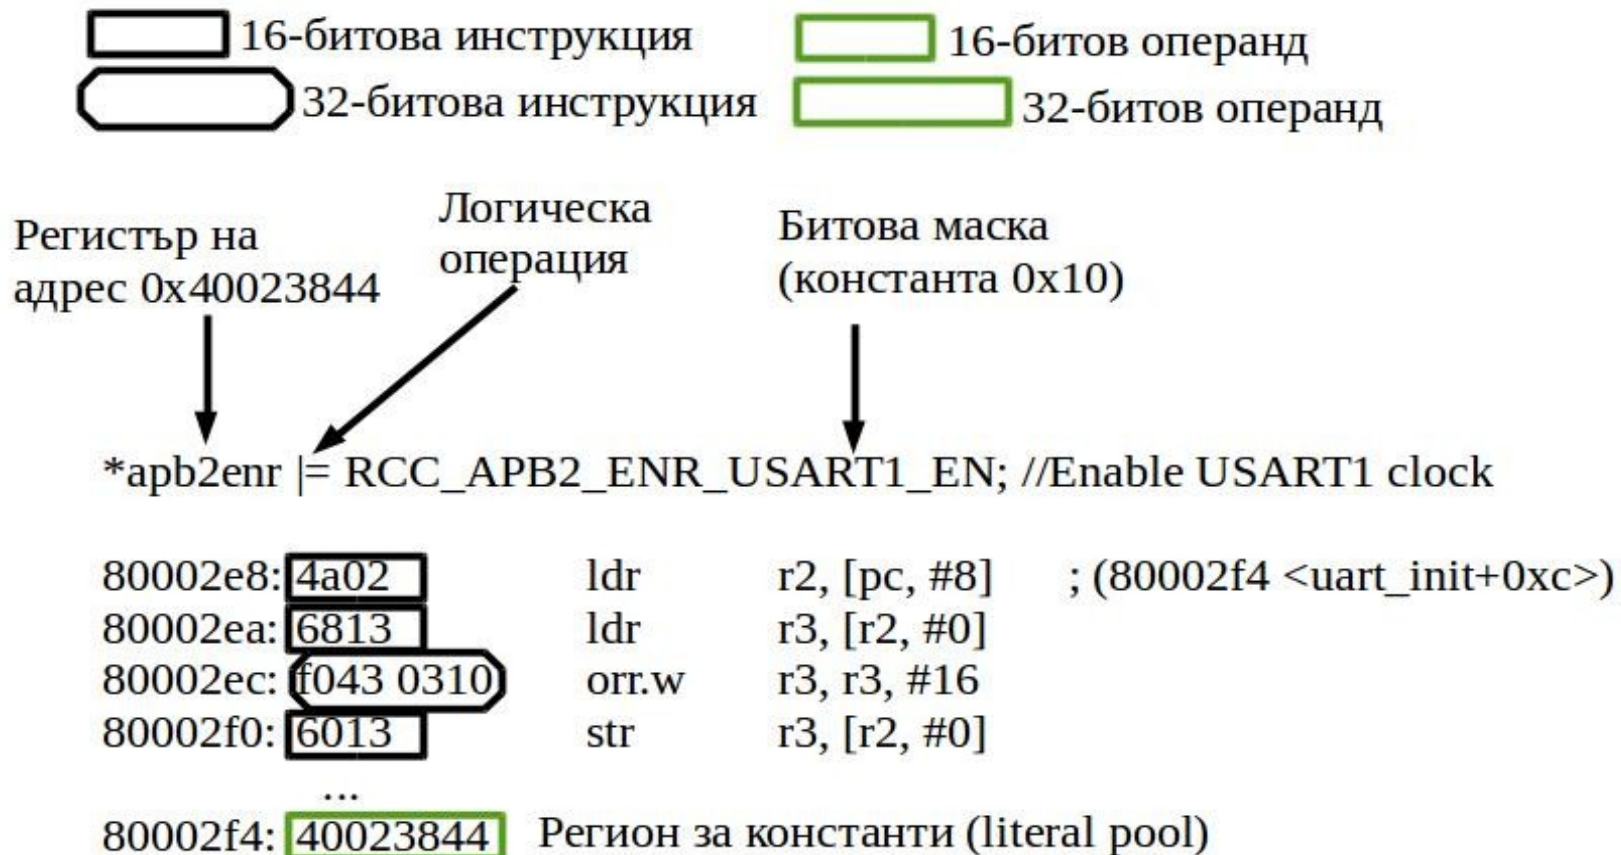 16-битова инструкция
16-битов операнд
32-битова инструкция
32-битов операнд
Регистър на
адрес 0x40023844
Логическа
операция
Битова маска
(константа 0x10)
*apb2enr |= RCC_APB2_ENR_USART1_EN; //Enable USART1 clock
80002e8: 4a02 ldr r2, [pc, #8] ; (80002f4 <uart_init+0xc>)
80002ea: 6813 ldr r3, [r2, #0]
80002ec: f043 0310 orr.w r3, r3, #16
80002f0: 6013 str r3, [r2, #0]
...
80002f4: 40023844 Регион за константи (literal pool)